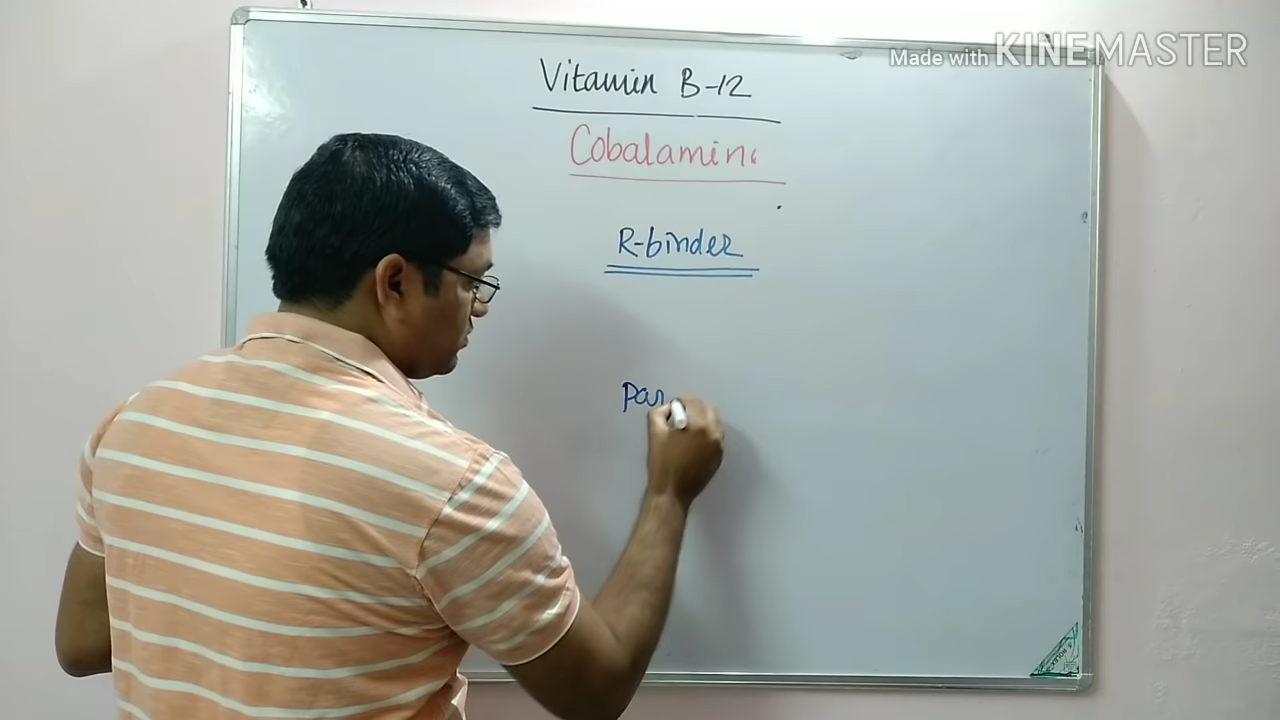 Made with KINEMASTER
Vitamin B-12
Cobalamin
R-binder
Par